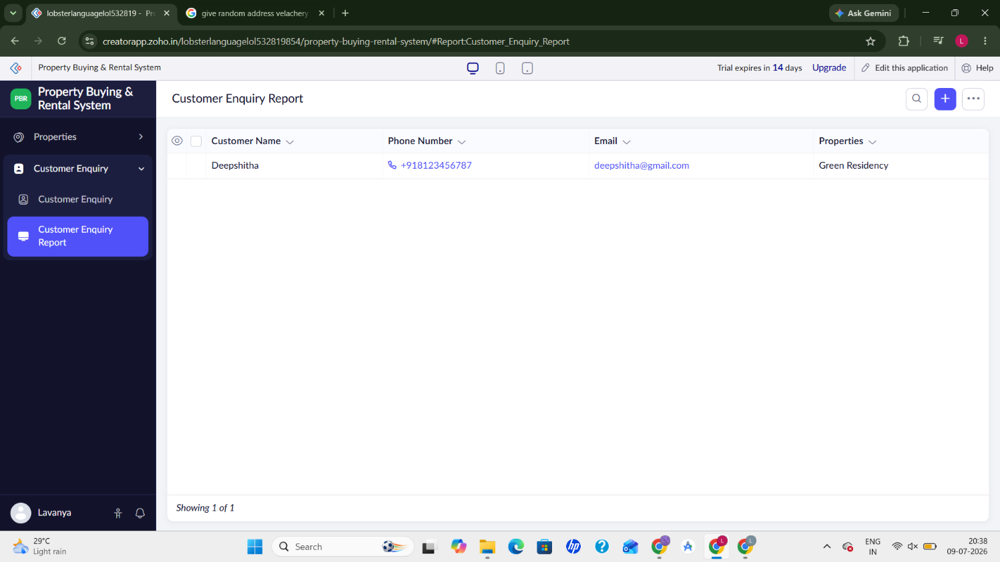 lobsterlanguagelol532819 - Pro
give random address velachery
Ask Gemini
creatorapp.zoho.in/lobsterlanguagelol532819854/property-buying-rental-system/#Report:Customer_Enquiry_Report
L
Property Buying & Rental System
Trial expires in 14 days
Upgrade
Edit this application
Help
PBR
Property Buying &
Rental System
Customer Enquiry Report
Properties
Customer Enquiry
Customer Enquiry
Customer Enquiry
Report
Customer Name
Phone Number
Email
Properties
Deepshitha
+918123456787
deepshitha@gmail.com
Green Residency
Showing 1 of 1
Lavanya
29°C
Light rain
Search
hp
L
L
ENG
IN
20:38
09-07-2026